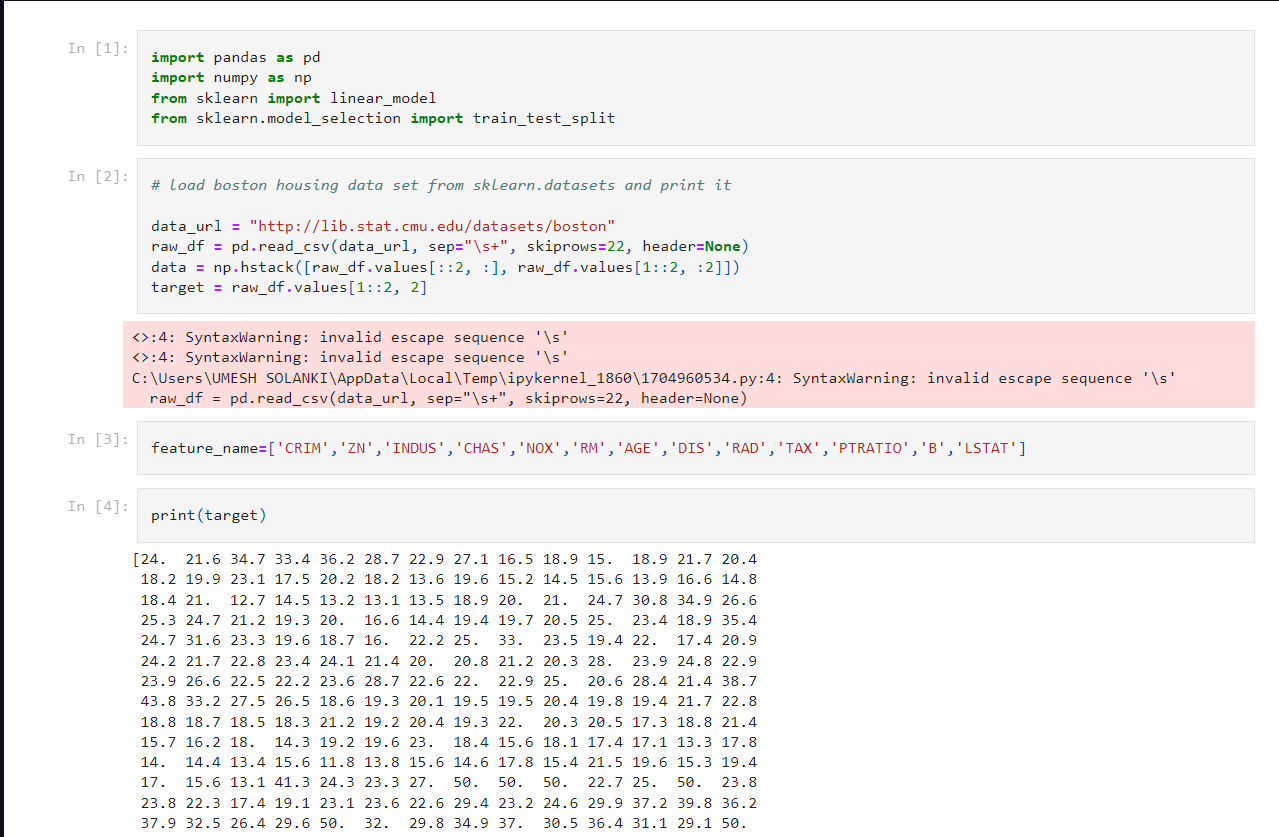 In [1]:
import pandas as pd
import numpy as np
from sklearn import linear_model
from sklearn.model_selection import train_test_split
In [2]:
# load boston housing data set from sklearn.datasets and print it
data_url = "http://lib.stat.cmu.edu/datasets/boston"
raw_df = pd.read_csv(data_url, sep="\s+", skiprows=22, header=None)
data = np.hstack([raw_df.values[::2, :], raw_df.values[1::2, :2]])
target = raw_df.values[1::2, 2]
<>:4: SyntaxWarning: invalid escape sequence '\s'
<>:4: SyntaxWarning: invalid escape sequence '\s'
C:\Users\UMESH SOLANKI\AppData\Local\Temp\ipykernel_1860\1704960534.py:4: SyntaxWarning: invalid escape sequence '\s'
raw_df = pd.read_csv(data_url, sep="\s+", skiprows=22, header=None)
In [3]:
feature_name=['CRIM','ZN','INDUS','CHAS','NOX','RM','AGE','DIS','RAD','TAX','PTRATIO','B','LSTAT']
In [4]:
print(target)
[24.  21.6 34.7 33.4 36.2 28.7 22.9 27.1 16.5 18.9 15.  18.9 21.7 20.4
18.2 19.9 23.1 17.5 20.2 18.2 13.6 19.6 15.2 14.5 15.6 13.9 16.6 14.8
18.4 21.  12.7 14.5 13.2 13.1 13.5 18.9 20.  21.  24.7 30.8 34.9 26.6
25.3 24.7 21.2 19.3 20.  16.6 14.4 19.4 19.7 20.5 25.  23.4 18.9 35.4
24.7 31.6 23.3 19.6 18.7 16.  22.2 25.  33.  23.5 19.4 22.  17.4 20.9
24.2 21.7 22.8 23.4 24.1 21.4 20.  20.8 21.2 20.3 28.  23.9 24.8 22.9
23.9 26.6 22.5 22.2 23.6 28.7 22.6 22.  22.9 25.  20.6 28.4 21.4 38.7
43.8 33.2 27.5 26.5 18.6 19.3 20.1 19.5 19.5 20.4 19.8 19.4 21.7 22.8
18.8 18.7 18.5 18.3 21.2 19.2 20.4 19.3 22.  20.3 20.5 17.3 18.8 21.4
15.7 16.2 18.  14.3 19.2 19.6 23.  18.4 15.6 18.1 17.4 17.1 13.3 17.8
14.  14.4 13.4 15.6 11.8 13.8 15.6 14.6 17.8 15.4 21.5 19.6 15.3 19.4
17.  15.6 13.1 41.3 24.3 23.3 27.  50.  50.  50.  22.7 25.  50.  23.8
23.8 22.3 17.4 19.1 23.1 23.6 22.6 29.4 23.2 24.6 29.9 37.2 39.8 36.2
37.9 32.5 26.4 29.6 50.  32.  29.8 34.9 37.  30.5 36.4 31.1 29.1 50.